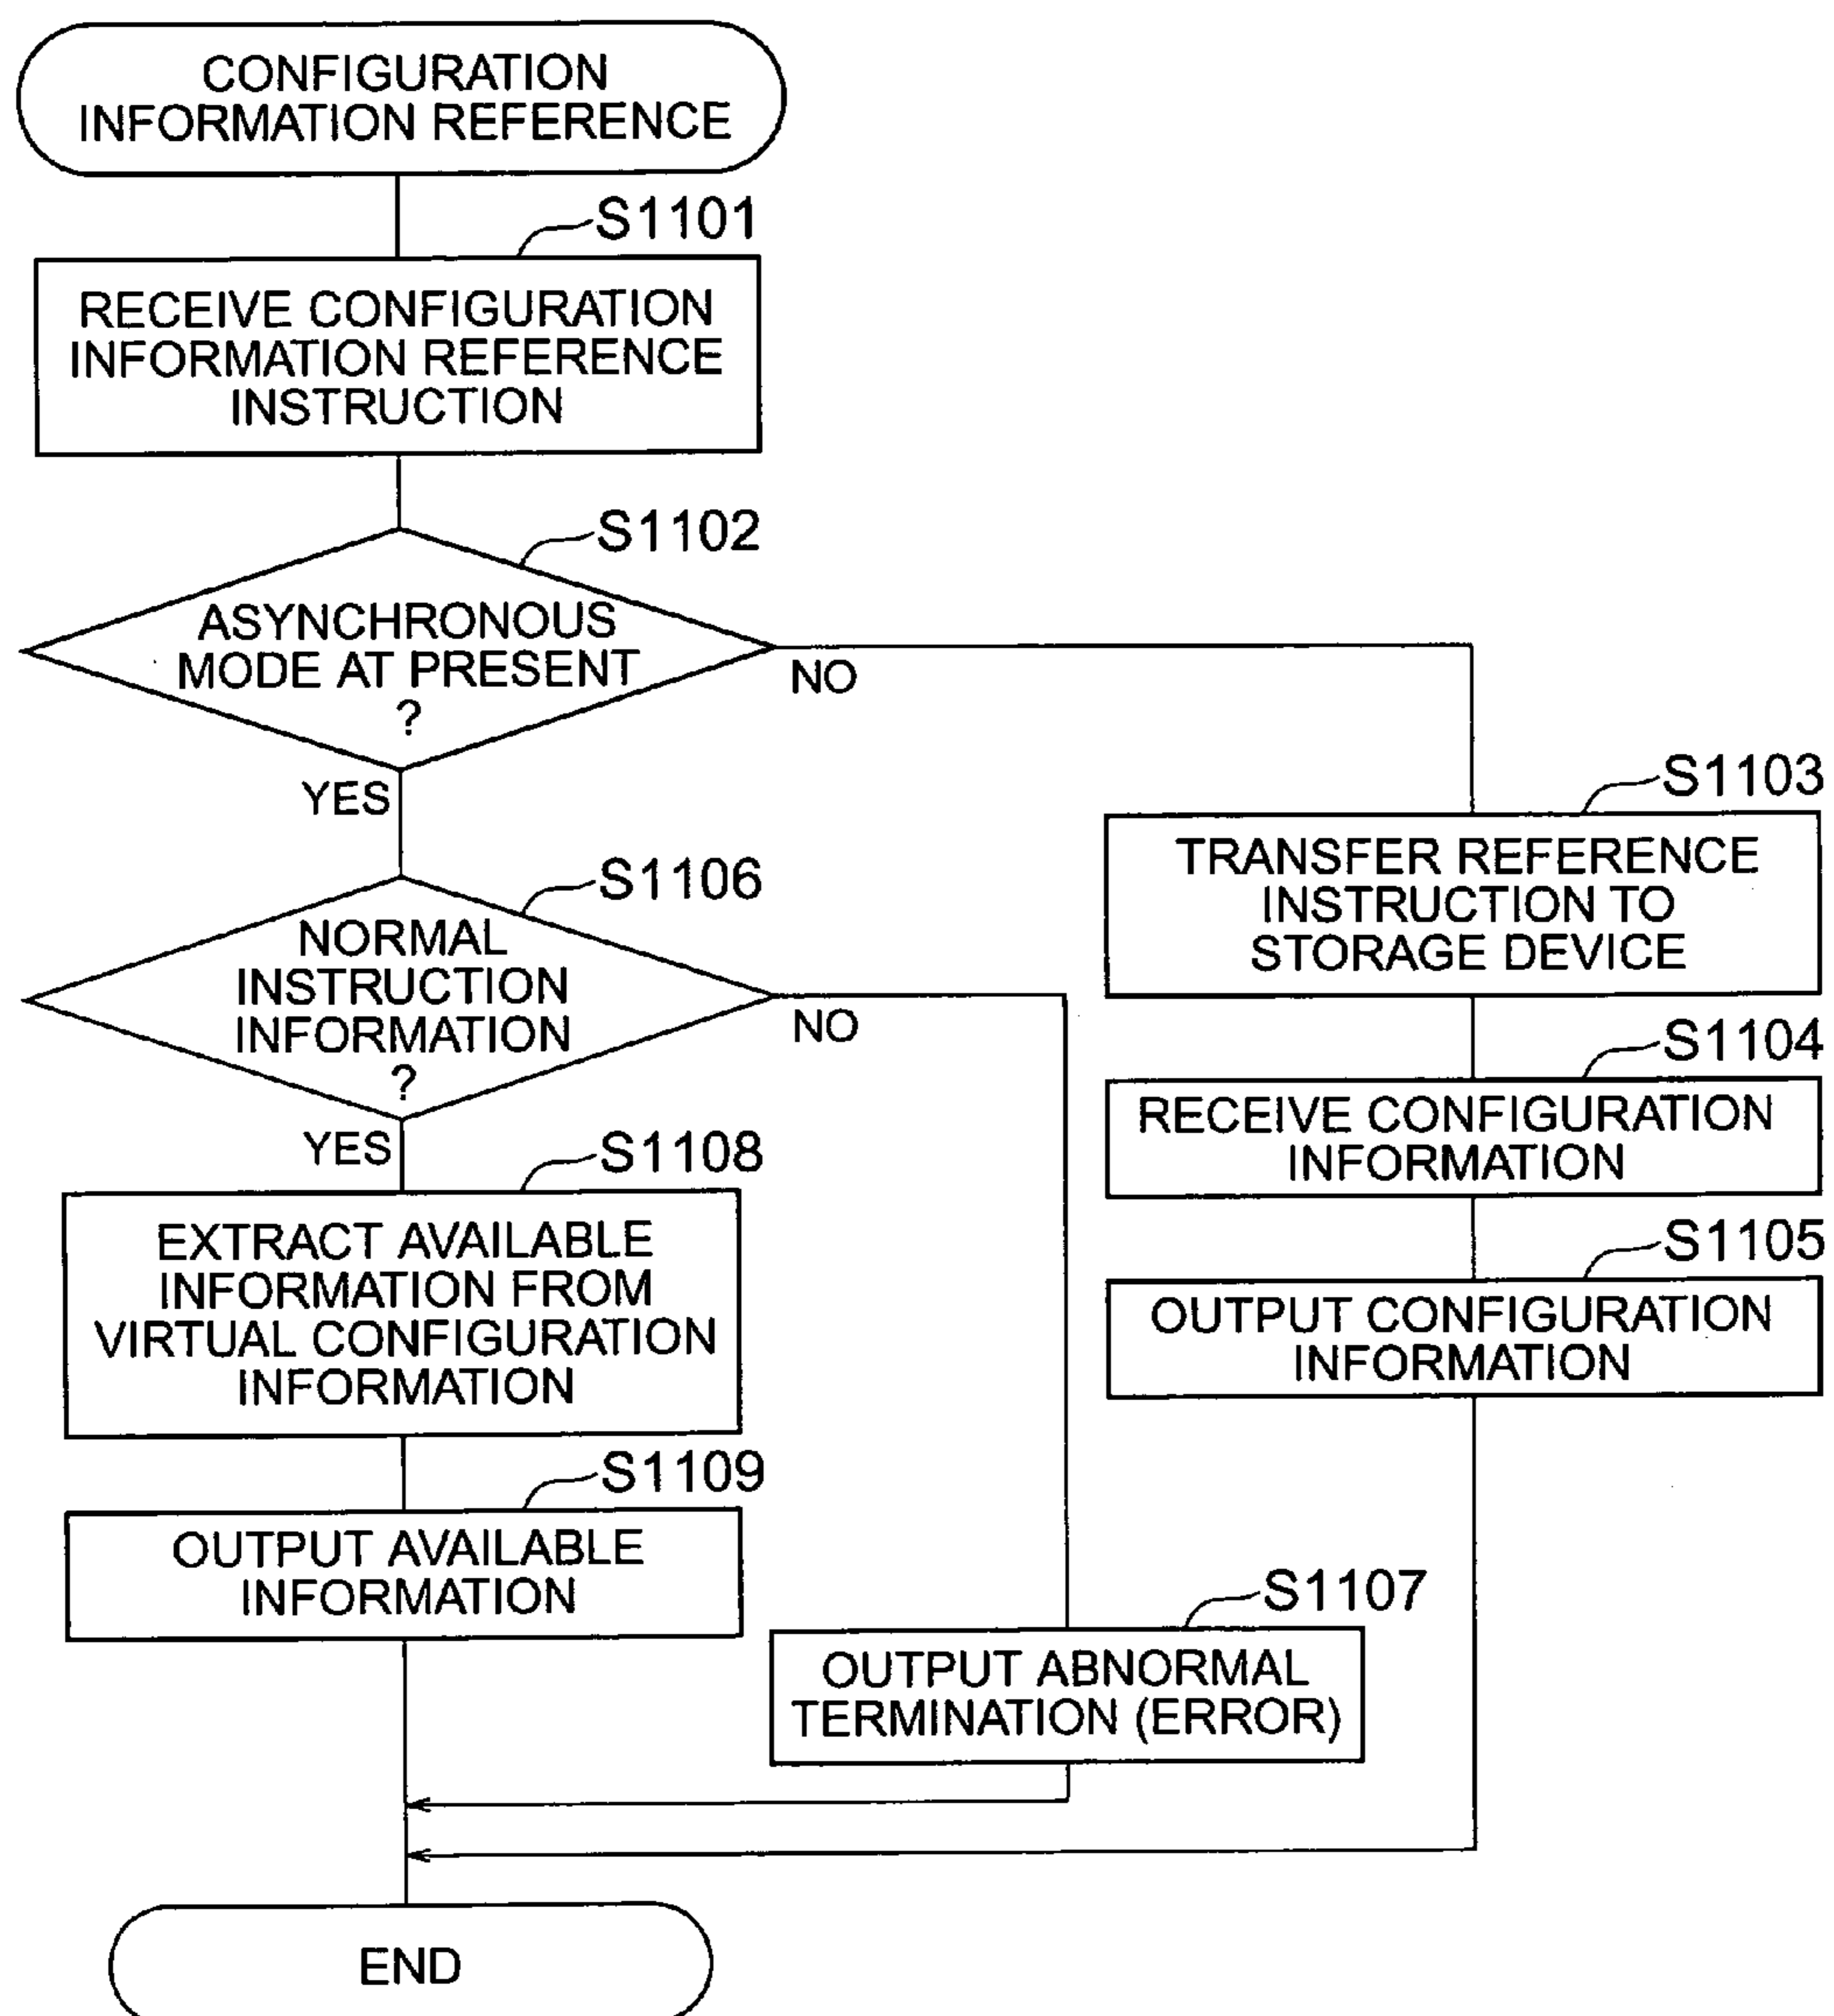 CONFIGURATION
INFORMATION REFERENCE
S1101
RECEIVE CONFIGURATION
INFORMATION REFERENCE
INSTRUCTION
S1102
ASYNCHRONOUS
MODE AT PRESENT
?
NO
YES
S1103
TRANSFER REFERENCE
INSTRUCTION TO
STORAGE DEVICE
S1106
NORMAL
INSTRUCTION
INFORMATION
?
NO
YES
S1104
RECEIVE CONFIGURATION
INFORMATION
S1105
OUTPUT CONFIGURATION
INFORMATION
S1108
EXTRACT AVAILABLE
INFORMATION FROM
VIRTUAL CONFIGURATION
INFORMATION
S1109
OUTPUT AVAILABLE
INFORMATION
S1107
OUTPUT ABNORMAL
TERMINATION (ERROR)
END